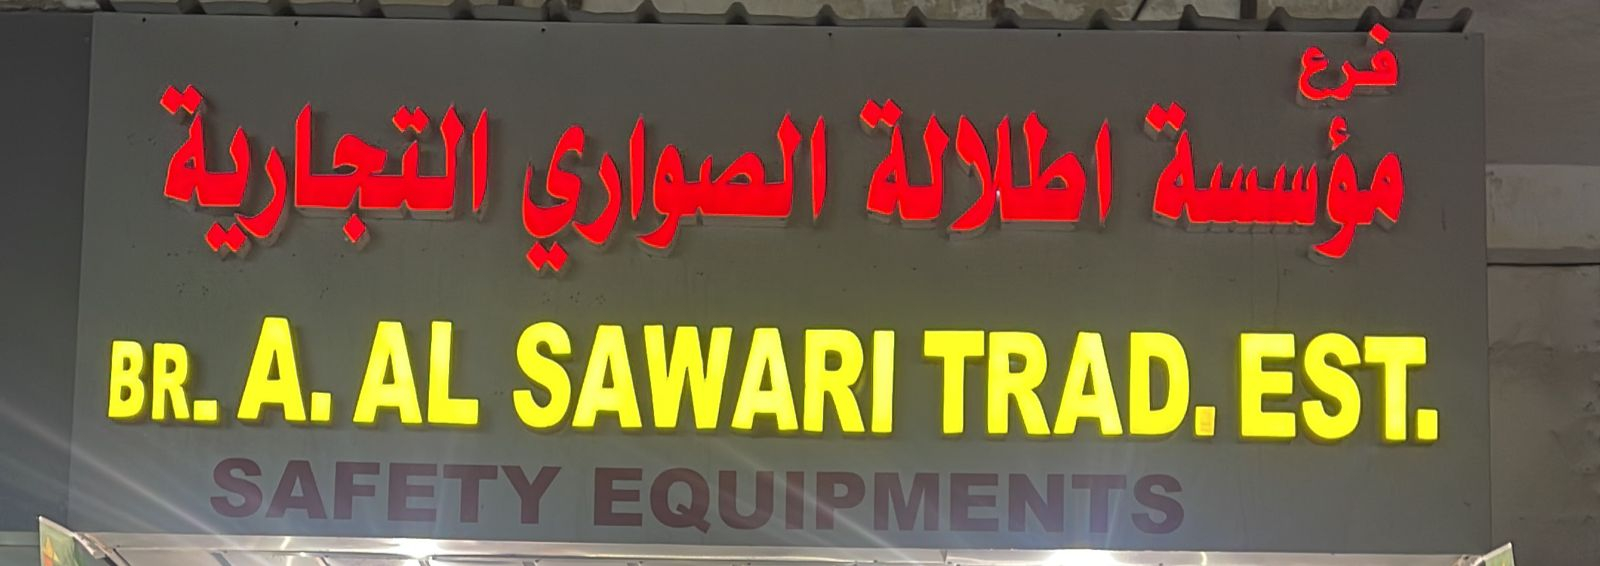 فرع
مؤسسة اطلالة الصواري التجارية
BR. A. AL SAWARI TRAD. EST.
SAFETY EQUIPMENTS